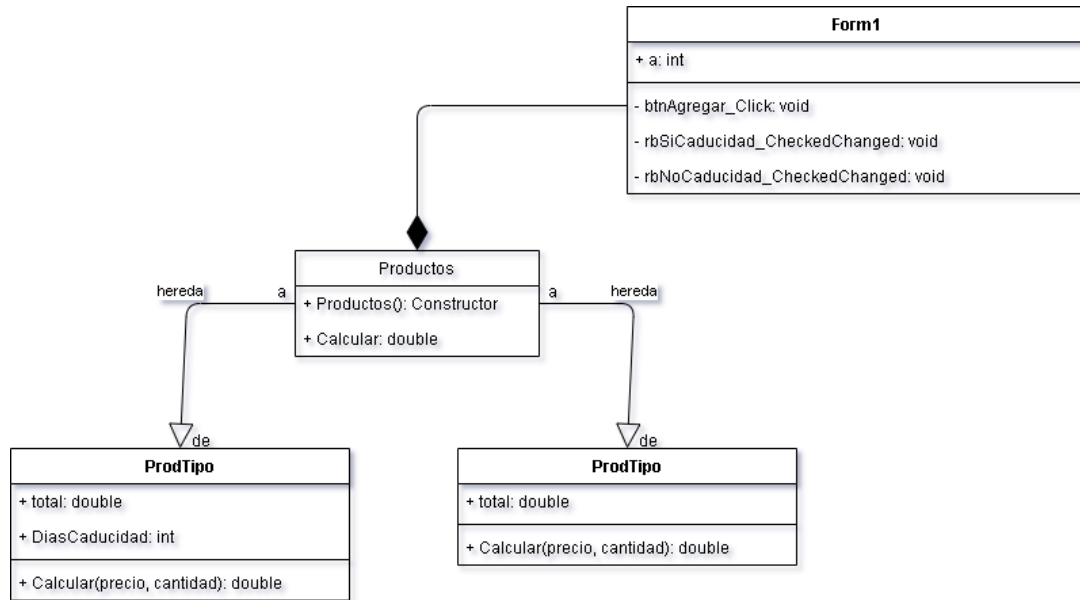 Form1
+ a: int
- btnAgregar_Click: void
- rbSiCaducidad_CheckedChanged: void
- rbNoCaducidad_CheckedChanged: void
Productos
+ Productos(): Constructor
+ Calcular: double
hereda
a
a
hereda
de
de
ProdTipo
+ total: double
+ DiasCaducidad: int
+ Calcular(precio, cantidad): double
ProdTipo
+ total: double
+ Calcular(precio, cantidad): double